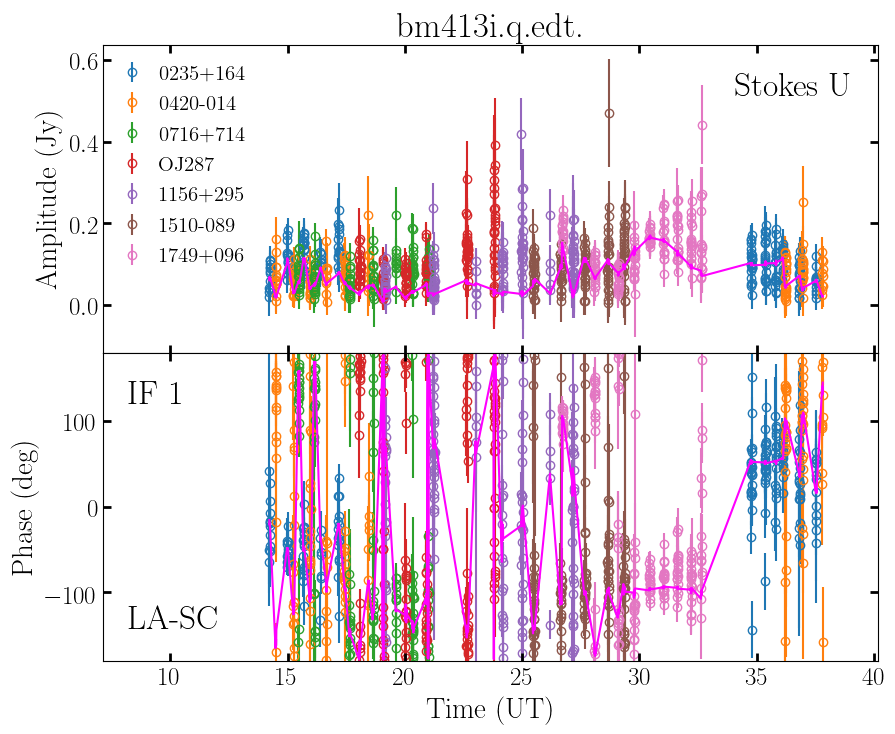 bm413i.q.edt.
Stokes U
0235+164
0420-014
0716+714
OJ287
1156+295
1510-089
1749+096
0.6
0.4
0.2
0.0
Amplitude (Jy)
IF 1
LA-SC
100
0
−100
Phase (deg)
10 15 20 25 30 35 40
Time (UT)